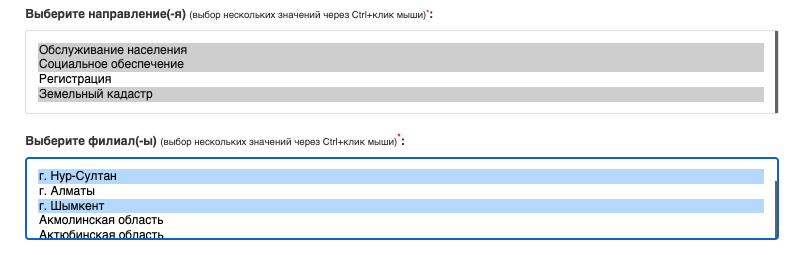 Выберите направление(-я) (выбор нескольких значений через Ctrl+клик мыши)*:
Обслуживание населения
Социальное обеспечение
Регистрация
Земельный кадастр
Выберите филиал(-ы) (выбор нескольких значений через Ctrl+клик мыши)*:
г. Нур-Султан
г. Алматы
г. Шымкент
Акмолинская область
Актюбинская область